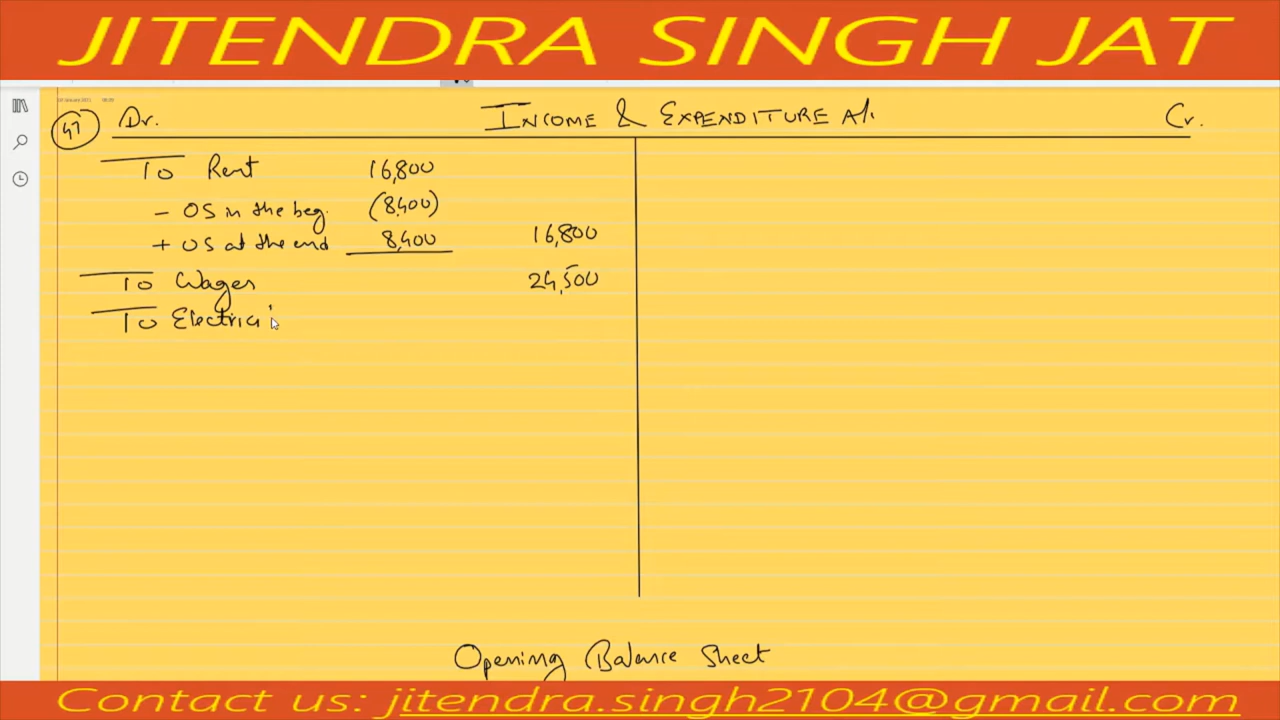 JITENDRA SINGH JAT
47 Dr. INCOME & EXPENDITURE A/c. Cr.
To Rent 16,800
- OS in the beg. (8,400)
+ OS at the end 8,400 16,800
To Wages 24,500
To Electrici
Opening Balance Sheet
Contact us: jitendra.singh2104@gmail.com